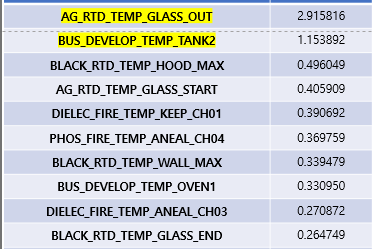 AG_RTD_TEMP_GLASS_OUT 2.915816
BUS_DEVELOP_TEMP_TANK2 1.153892
BLACK_RTD_TEMP_HOOD_MAX 0.496049
AG_RTD_TEMP_GLASS_START 0.405909
DIELEC_FIRE_TEMP_KEEP_CH01 0.390692
PHOS_FIRE_TEMP_ANEAL_CH04 0.369759
BLACK_RTD_TEMP_WALL_MAX 0.339479
BUS_DEVELOP_TEMP_OVEN1 0.330950
DIELEC_FIRE_TEMP_ANEAL_CH03 0.270872
BLACK_RTD_TEMP_GLASS_END 0.264749